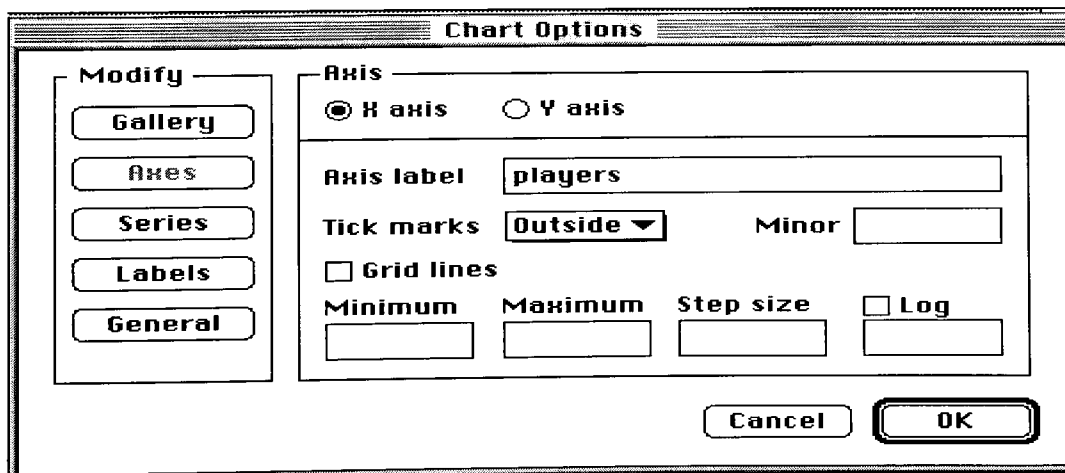 Chart Options
Modify
Gallery
Axes
Series
Labels
General
Axis
X axis Y axis
Axis label players
Tick marks Outside Minor
Grid lines
Minimum Maximum Step size Log
Cancel OK